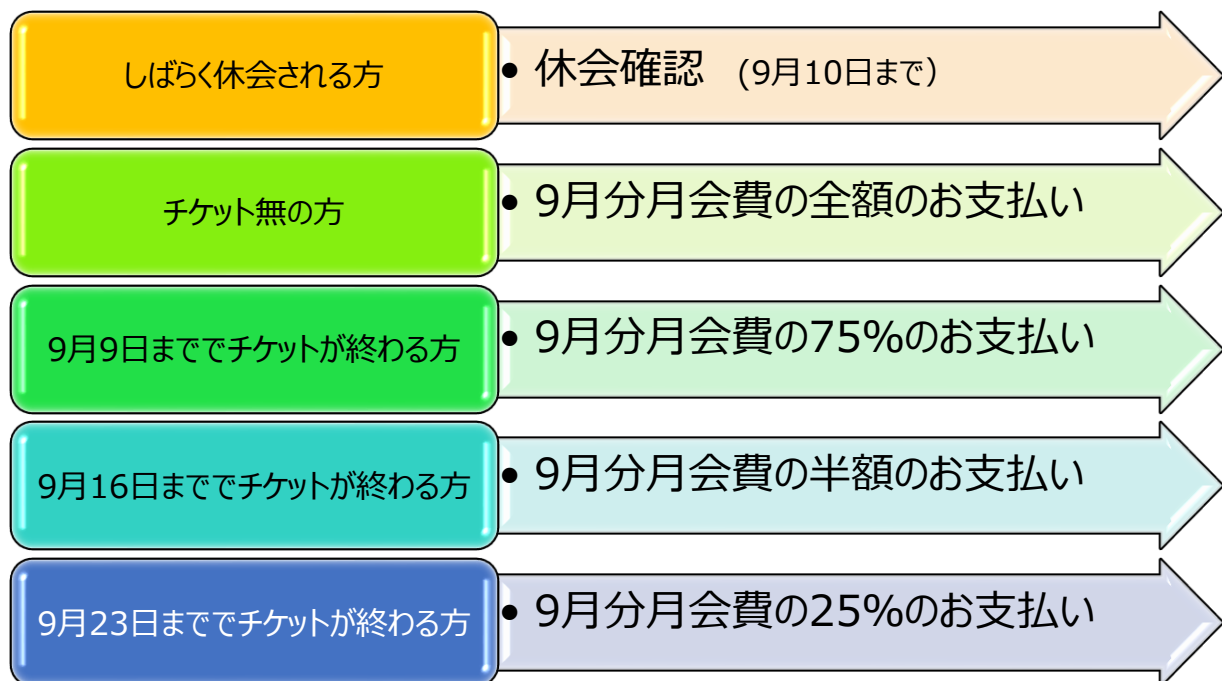 しばらく休会される方
• 休会確認 (9月10日まで）
チケット無の方
• 9月分月会費の全額のお支払い
9月9日まででチケットが終わる方
• 9月分月会費の75%のお支払い
9月16日まででチケットが終わる方
• 9月分月会費の半額のお支払い
9月23日まででチケットが終わる方
• 9月分月会費の25%のお支払い